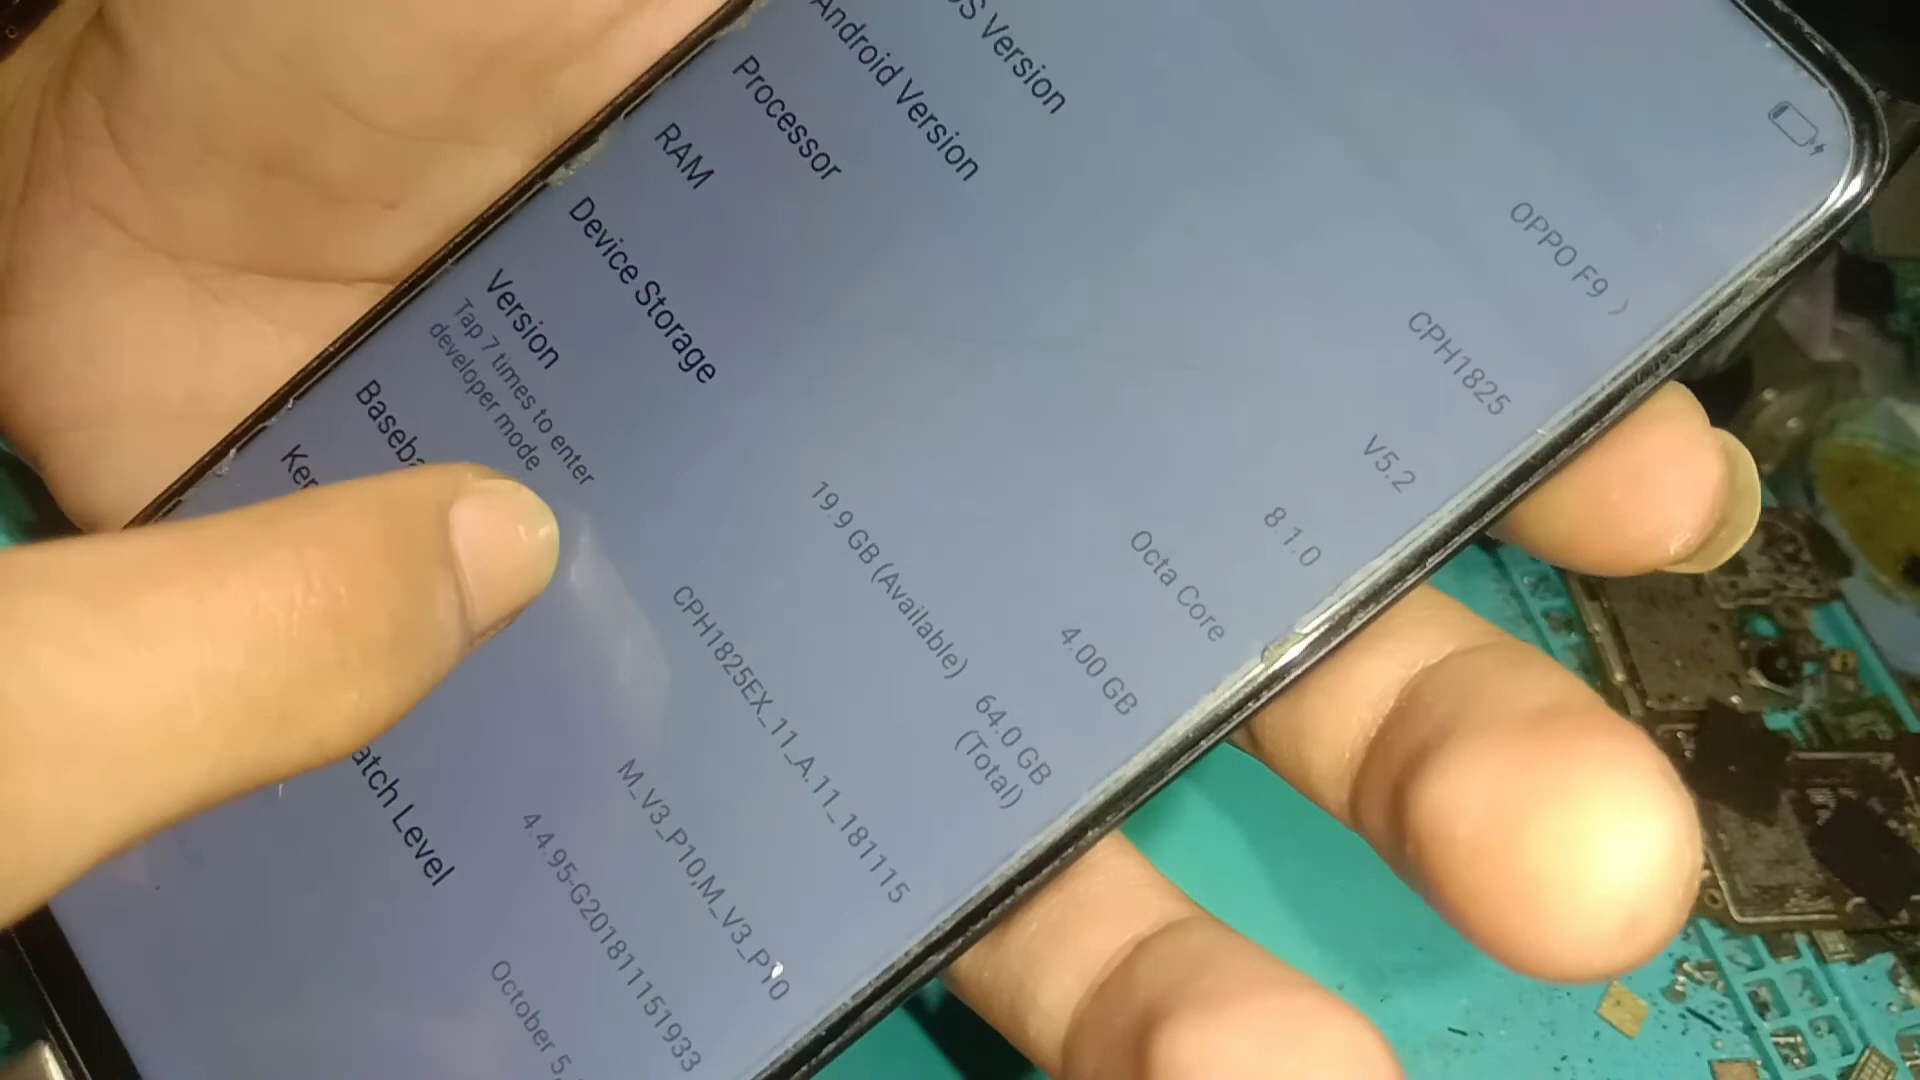 OPPO F9
CPH1825
OS Version
V5.2
Android Version
8.1.0
Processor
Octa Core
RAM
4.00 GB
Device Storage
19.9 GB (Available)
64.0 GB
(Total)
Version
Tap 7 times to enter
developer mode
CPH1825EX_11_A.11_181115
M_V3_P10,M_V3_P10
4.4.95-G201811151933
Level
October 5,